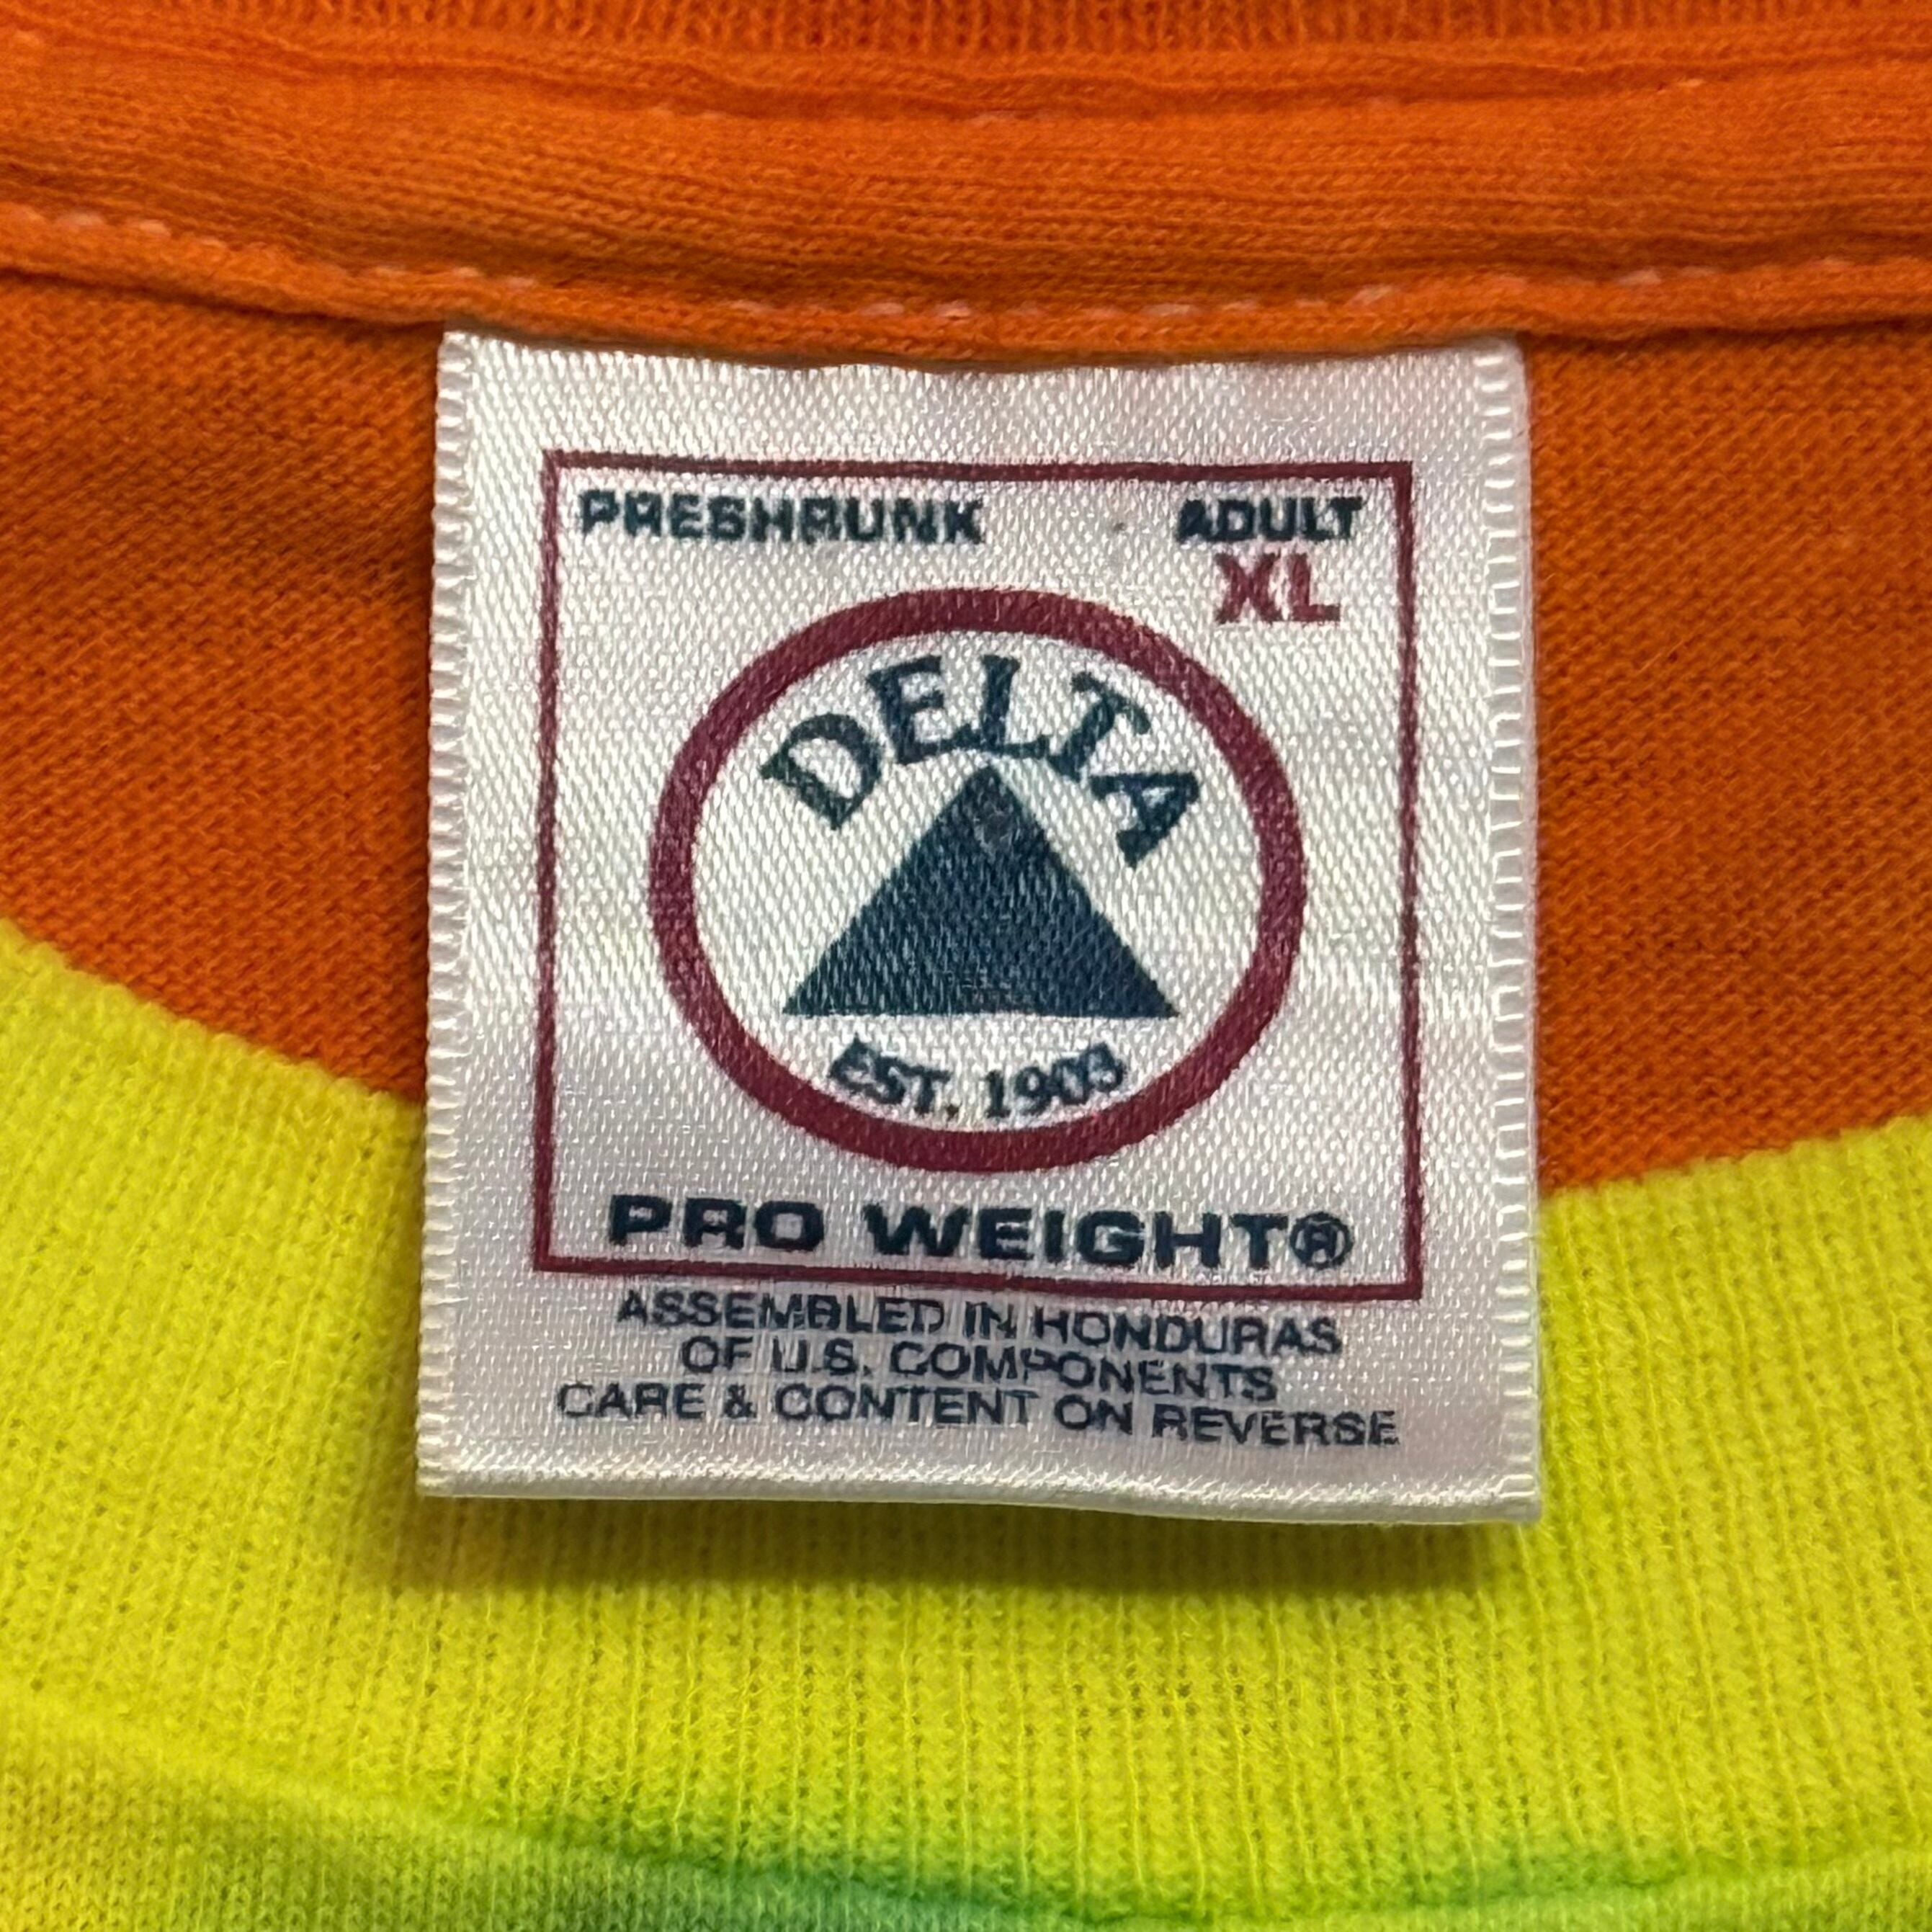 PRESHRUNK
ADULT
XL
DELTA
EST. 1903
PRO WEIGHT®
ASSEMBLED IN HONDURAS
OF U.S. COMPONENTS
CARE & CONTENT ON REVERSE